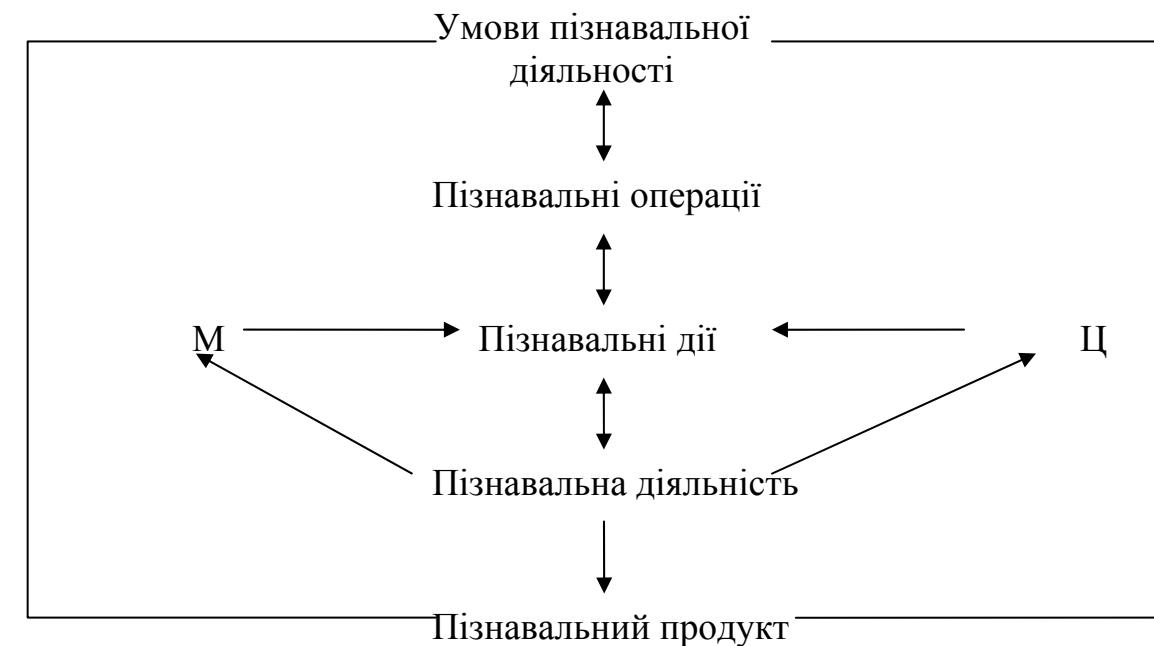 Умови пізнавальної
діяльності
Пізнавальні операції
М Пізнавальні дії Ц
Пізнавальна діяльність
Пізнавальний продукт